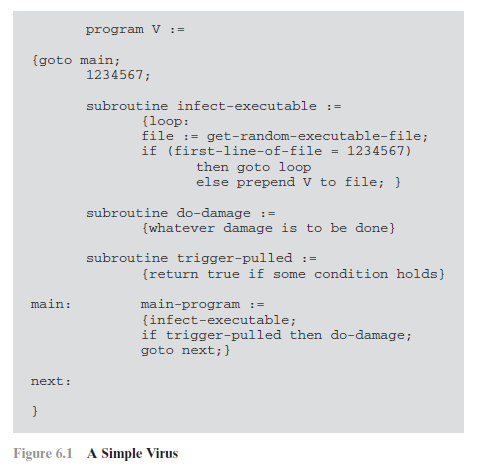 program V :=
{goto main;
1234567;
subroutine infect-executable :=
{loop:
file := get-random-executable-file;
if (first-line-of-file = 1234567)
then goto loop
else prepend V to file; }
subroutine do-damage :=
{whatever damage is to be done}
subroutine trigger-pulled :=
{return true if some condition holds}
main: main-program :=
{infect-executable;
if trigger-pulled then do-damage;
goto next;}
next:
}
Figure 6.1 A Simple Virus